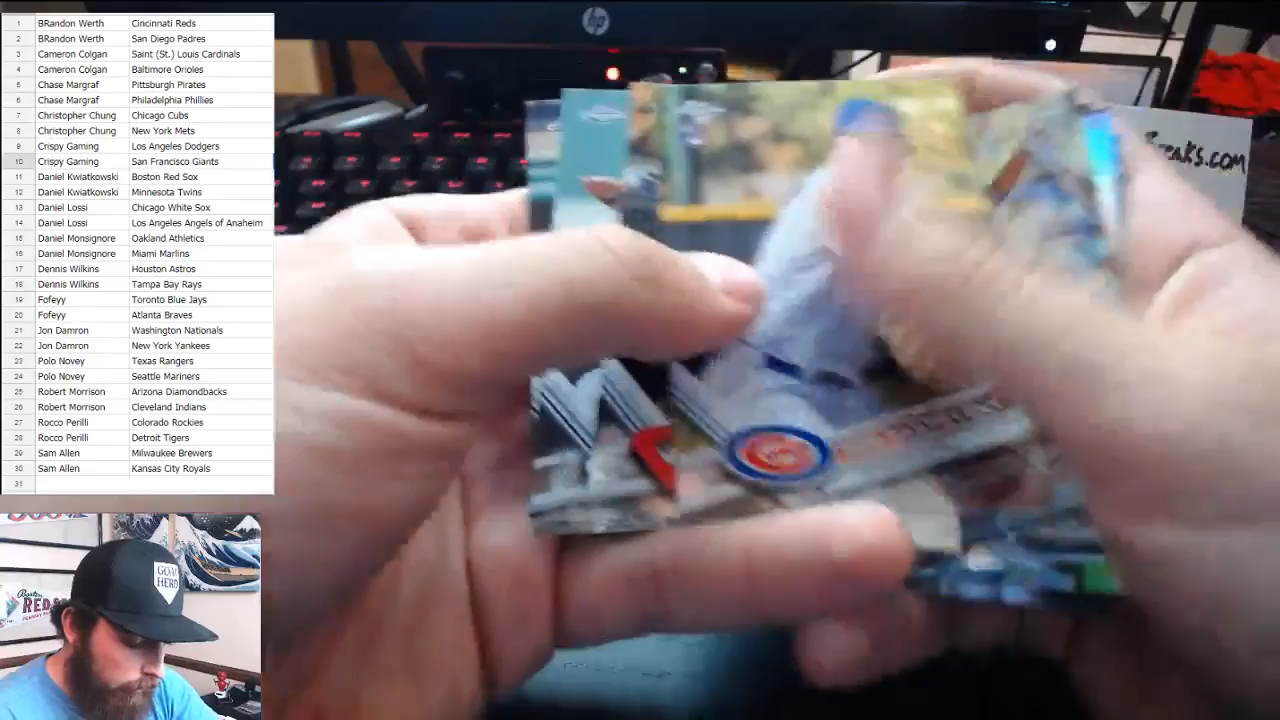 1 BRandon Werth Cincinnati Reds
2 BRandon Werth San Diego Padres
3 Cameron Colgan Saint (St.) Louis Cardinals
4 Cameron Colgan Baltimore Orioles
5 Chase Margraf Pittsburgh Pirates
6 Chase Margraf Philadelphia Phillies
7 Christopher Chung Chicago Cubs
8 Christopher Chung New York Mets
9 Crispy Gaming Los Angeles Dodgers
10 Crispy Gaming San Francisco Giants
11 Daniel Kwiatkowski Boston Red Sox
12 Daniel Kwiatkowski Minnesota Twins
13 Daniel Lossi Chicago White Sox
14 Daniel Lossi Los Angeles Angels of Anaheim
15 Daniel Monsignore Oakland Athletics
16 Daniel Monsignore Miami Marlins
17 Dennis Wilkins Houston Astros
18 Dennis Wilkins Tampa Bay Rays
19 Fofeyy Toronto Blue Jays
20 Fofeyy Atlanta Braves
21 Jon Damron Washington Nationals
22 Jon Damron New York Yankees
23 Polo Novey Texas Rangers
24 Polo Novey Seattle Mariners
25 Robert Morrison Arizona Diamondbacks
26 Robert Morrison Cleveland Indians
27 Rocco Perilli Colorado Rockies
28 Rocco Perilli Detroit Tigers
29 Sam Allen Milwaukee Brewers
30 Sam Allen Kansas City Royals
31
hp
reaks.com
GOAT
HERD
Boston
RED